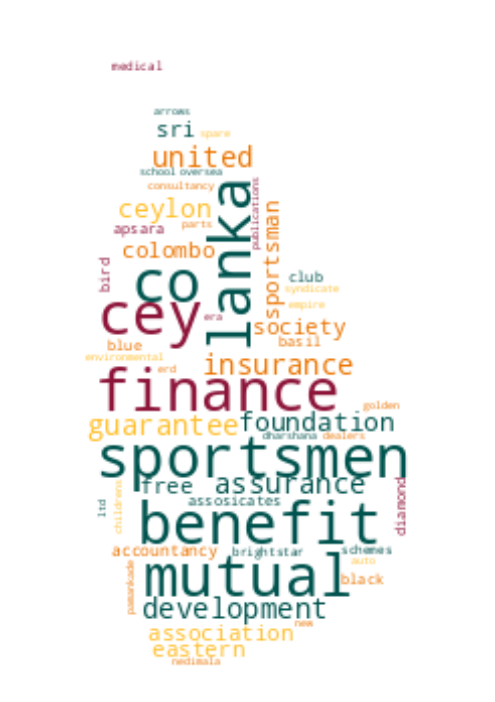 medical
arrows
sri spare
united
school oversea
consultancy
lanka
publications
ceylon
parts
apsara
sportsman
colombo
bird
co
club
syndicate
cey
empire
era
society
blue
basil
environmental
insurance
erd
finance
golden
guarantee foundation
dharshana dealers
sportsmen
free assurance
diamond
childrens
ltd
assosicates
benefit
accountancy brightstar schemes
auto
mutual
black
pamankade
development
new
association
eastern
nedimala